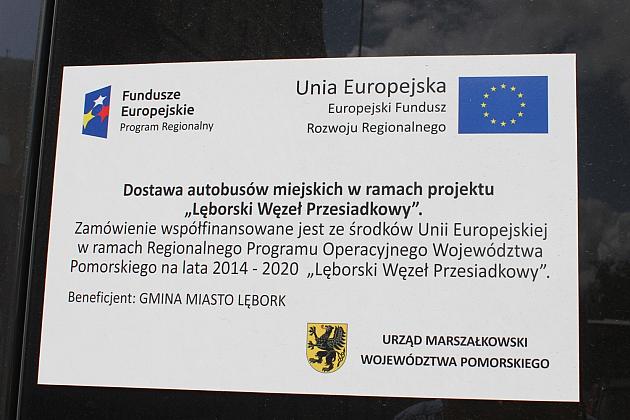 Fundusze
Europejskie
Program Regionalny
Unia Europejska
Europejski Fundusz
Rozwoju Regionalnego
Dostawa autobusów miejskich w ramach projektu
„Lęborski Węzeł Przesiadkowy”.
Zamówienie współfinansowane jest ze środków Unii Europejskiej
w ramach Regionalnego Programu Operacyjnego Województwa
Pomorskiego na lata 2014 - 2020 „Lęborski Węzeł Przesiadkowy”.
Beneficjent: GMINA MIASTO LĘBORK
URZĄD MARSZAŁKOWSKI
WOJEWÓDZTWA POMORSKIEGO